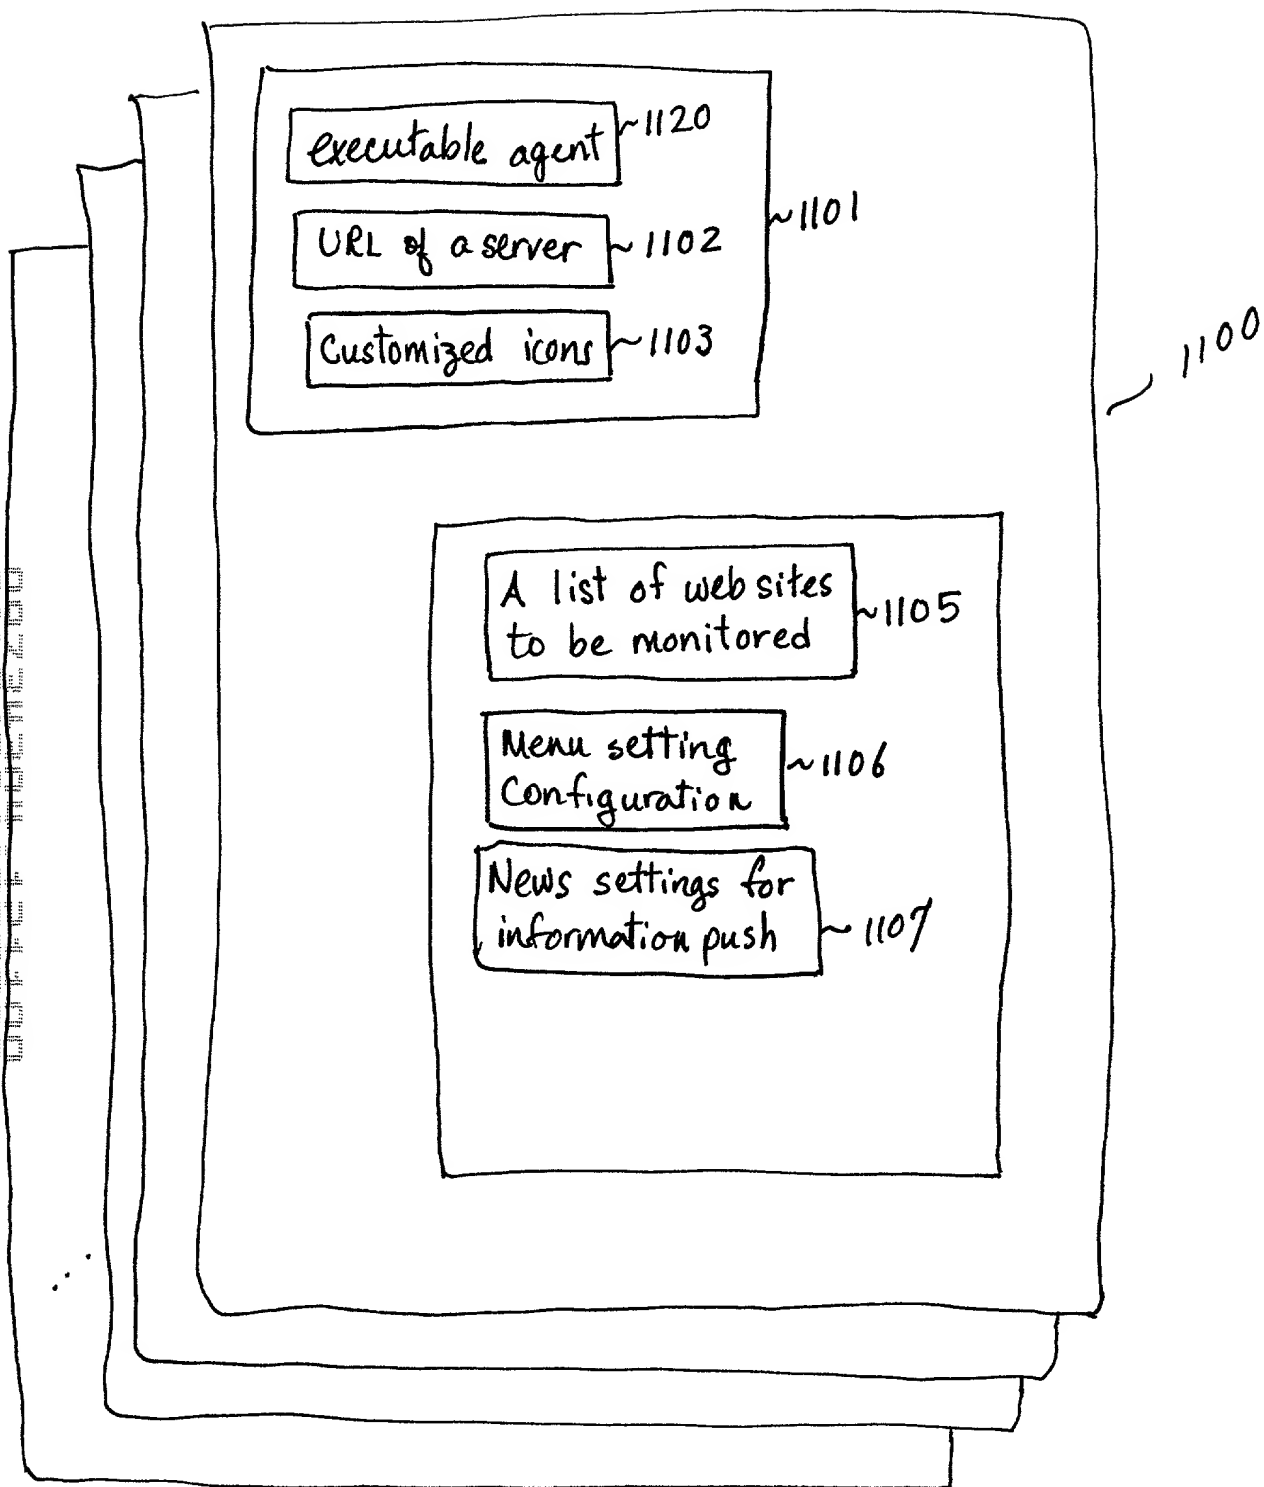 executable agent
1120
URL of a server
1102
Customized icons
1103
1101
1100
A list of web sites
to be monitored
1105
Menu setting
Configuration
1106
News settings for
information push
1107